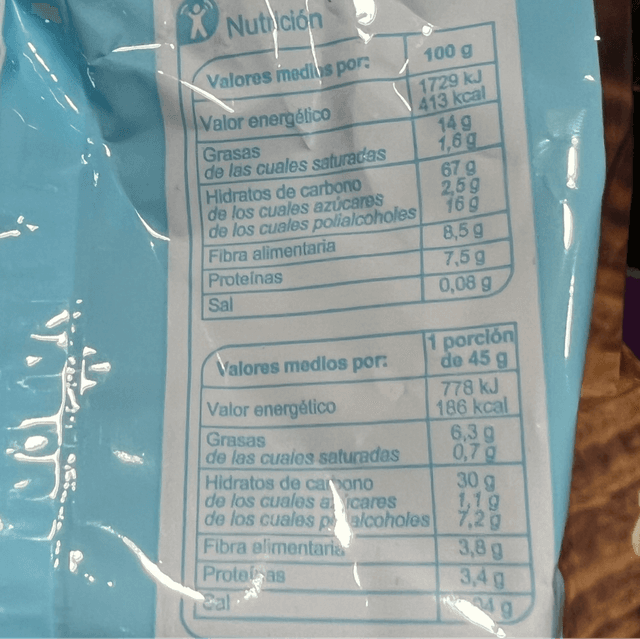 Nutrición
Valores medios por: 100 g
Valor energético 1729 kJ
413 kcal
Grasas 14 g
de las cuales saturadas 1,6 g
Hidratos de carbono 67 g
de los cuales azúcares 2,5 g
de los cuales polialcoholes 16 g
Fibra alimentaria 8,5 g
Proteínas 7,5 g
Sal 0,08 g
Valores medios por: 1 porción
de 45 g
Valor energético 778 kJ
186 kcal
Grasas 6,3 g
de las cuales saturadas 0,7 g
Hidratos de carbono 30 g
de los cuales azúcares 1,1 g
de los cuales polialcoholes 7,2 g
Fibra alimentaria 3,8 g
Proteínas 3,4 g
Sal 04 g